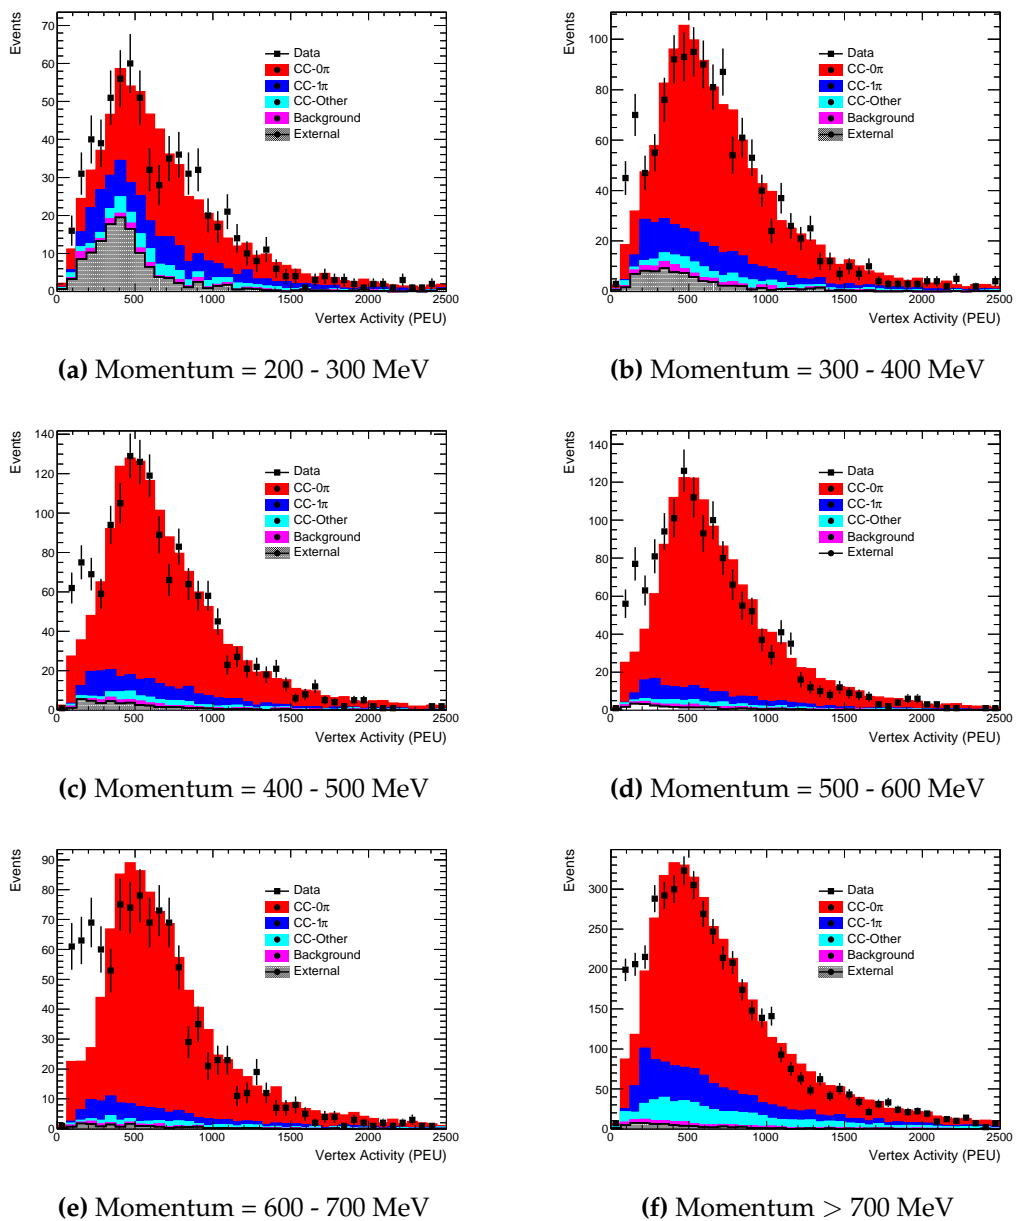 Events
70
60
50
40
30
20
10
0
Data
CC-0π
CC-1π
CC-Other
Background
External
0 500 1000 1500 2000 2500
Vertex Activity (PEU)
(a) Momentum = 200 - 300 MeV
Events
100
80
60
40
20
0
Data
CC-0π
CC-1π
CC-Other
Background
External
0 500 1000 1500 2000 2500
Vertex Activity (PEU)
(b) Momentum = 300 - 400 MeV
Events
140
120
100
80
60
40
20
0
Data
CC-0π
CC-1π
CC-Other
Background
External
0 500 1000 1500 2000 2500
Vertex Activity (PEU)
(c) Momentum = 400 - 500 MeV
Events
140
120
100
80
60
40
20
0
Data
CC-0π
CC-1π
CC-Other
Background
External
0 500 1000 1500 2000 2500
Vertex Activity (PEU)
(d) Momentum = 500 - 600 MeV
Events
90
80
70
60
50
40
30
20
10
0
Data
CC-0π
CC-1π
CC-Other
Background
External
0 500 1000 1500 2000 2500
Vertex Activity (PEU)
(e) Momentum = 600 - 700 MeV
Events
300
250
200
150
100
50
0
Data
CC-0π
CC-1π
CC-Other
Background
External
0 500 1000 1500 2000 2500
Vertex Activity (PEU)
(f) Momentum > 700 MeV